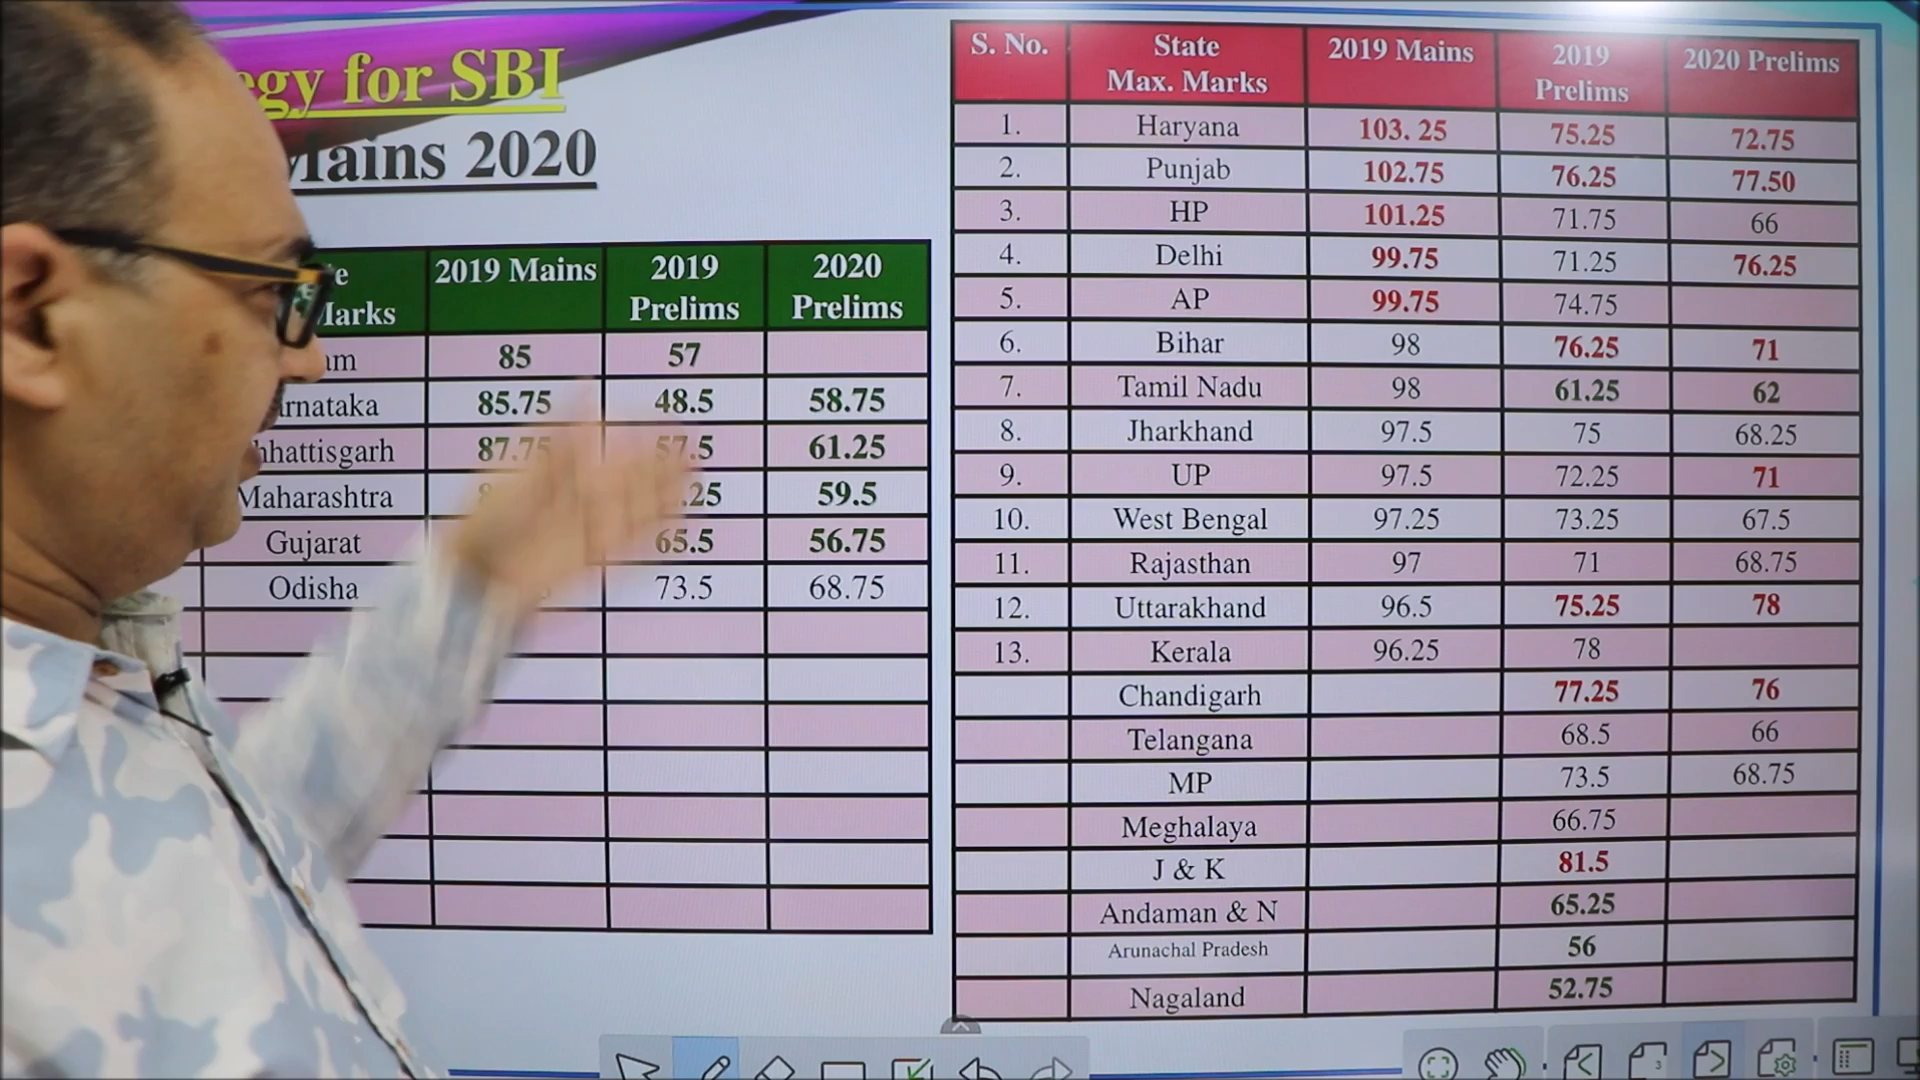 egy for SBI
Mains 2020
2019 Mains 2019 Prelims 2020 Prelims
Marks
85 57
Karnataka 85.75 48.5 58.75
Chhattisgarh 87.75 57.5 61.25
Maharashtra .25 59.5
Gujarat 65.5 56.75
Odisha 73.5 68.75
S. No. State Max. Marks 2019 Mains 2019 Prelims 2020 Prelims
1. Haryana 103. 25 75.25 72.75
2. Punjab 102.75 76.25 77.50
3. HP 101.25 71.75 66
4. Delhi 99.75 71.25 76.25
5. AP 99.75 74.75
6. Bihar 98 76.25 71
7. Tamil Nadu 98 61.25 62
8. Jharkhand 97.5 75 68.25
9. UP 97.5 72.25 71
10. West Bengal 97.25 73.25 67.5
11. Rajasthan 97 71 68.75
12. Uttarakhand 96.5 75.25 78
13. Kerala 96.25 78
Chandigarh 77.25 76
Telangana 68.5 66
MP 73.5 68.75
Meghalaya 66.75
J & K 81.5
Andaman & N 65.25
Arunachal Pradesh 56
Nagaland 52.75